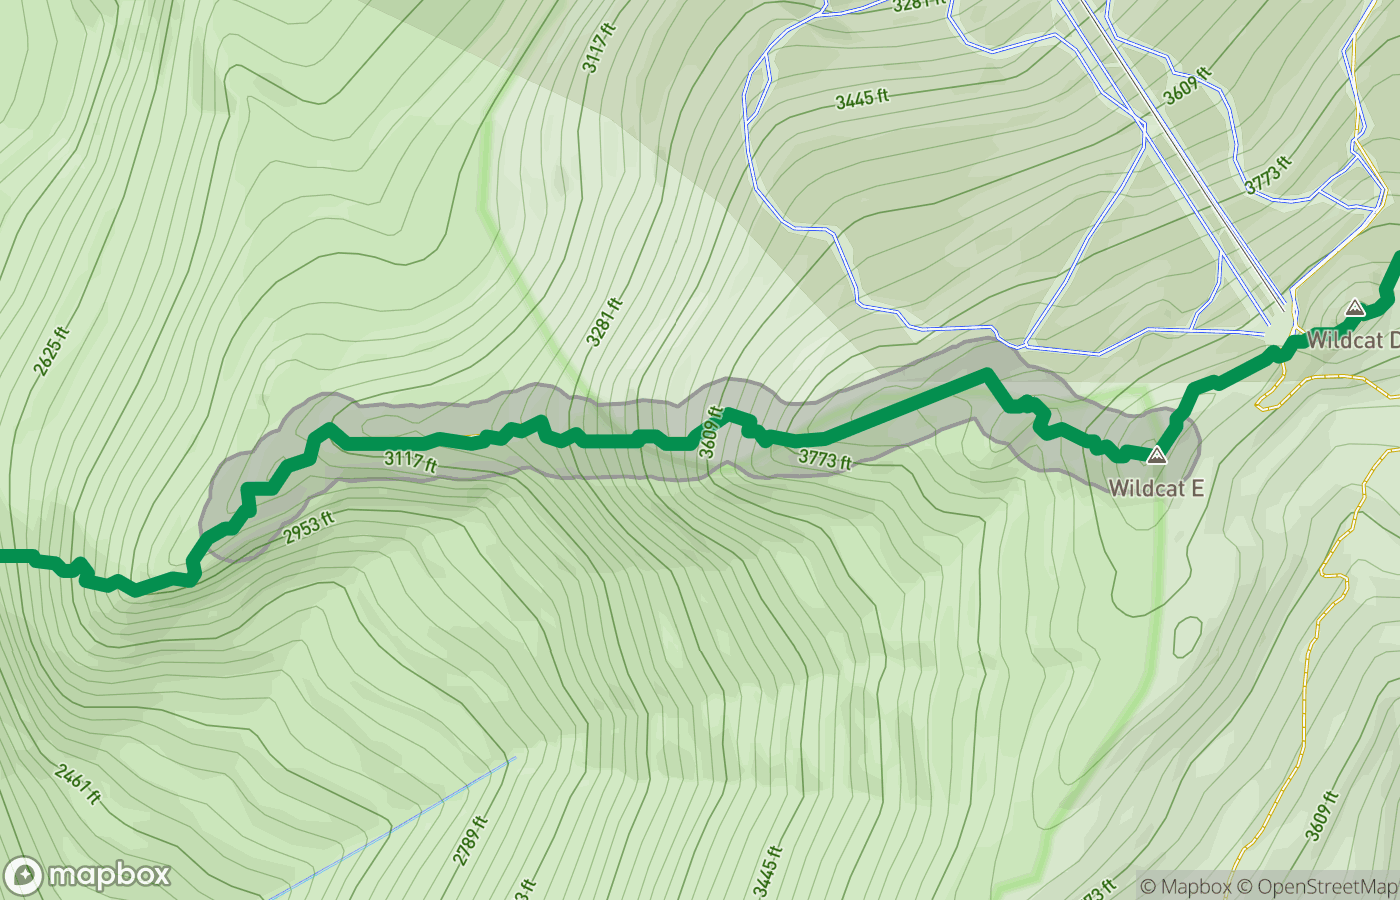 3281 ft
3117 ft
3445 ft
3609 ft
3773 ft
2625 ft
3281 ft
Wildcat D
3609 ft
3117 ft
3773 ft
Wildcat E
2953 ft
2461 ft
2789 ft
3445 ft
3609 ft
mapbox
© Mapbox © OpenStreetMap